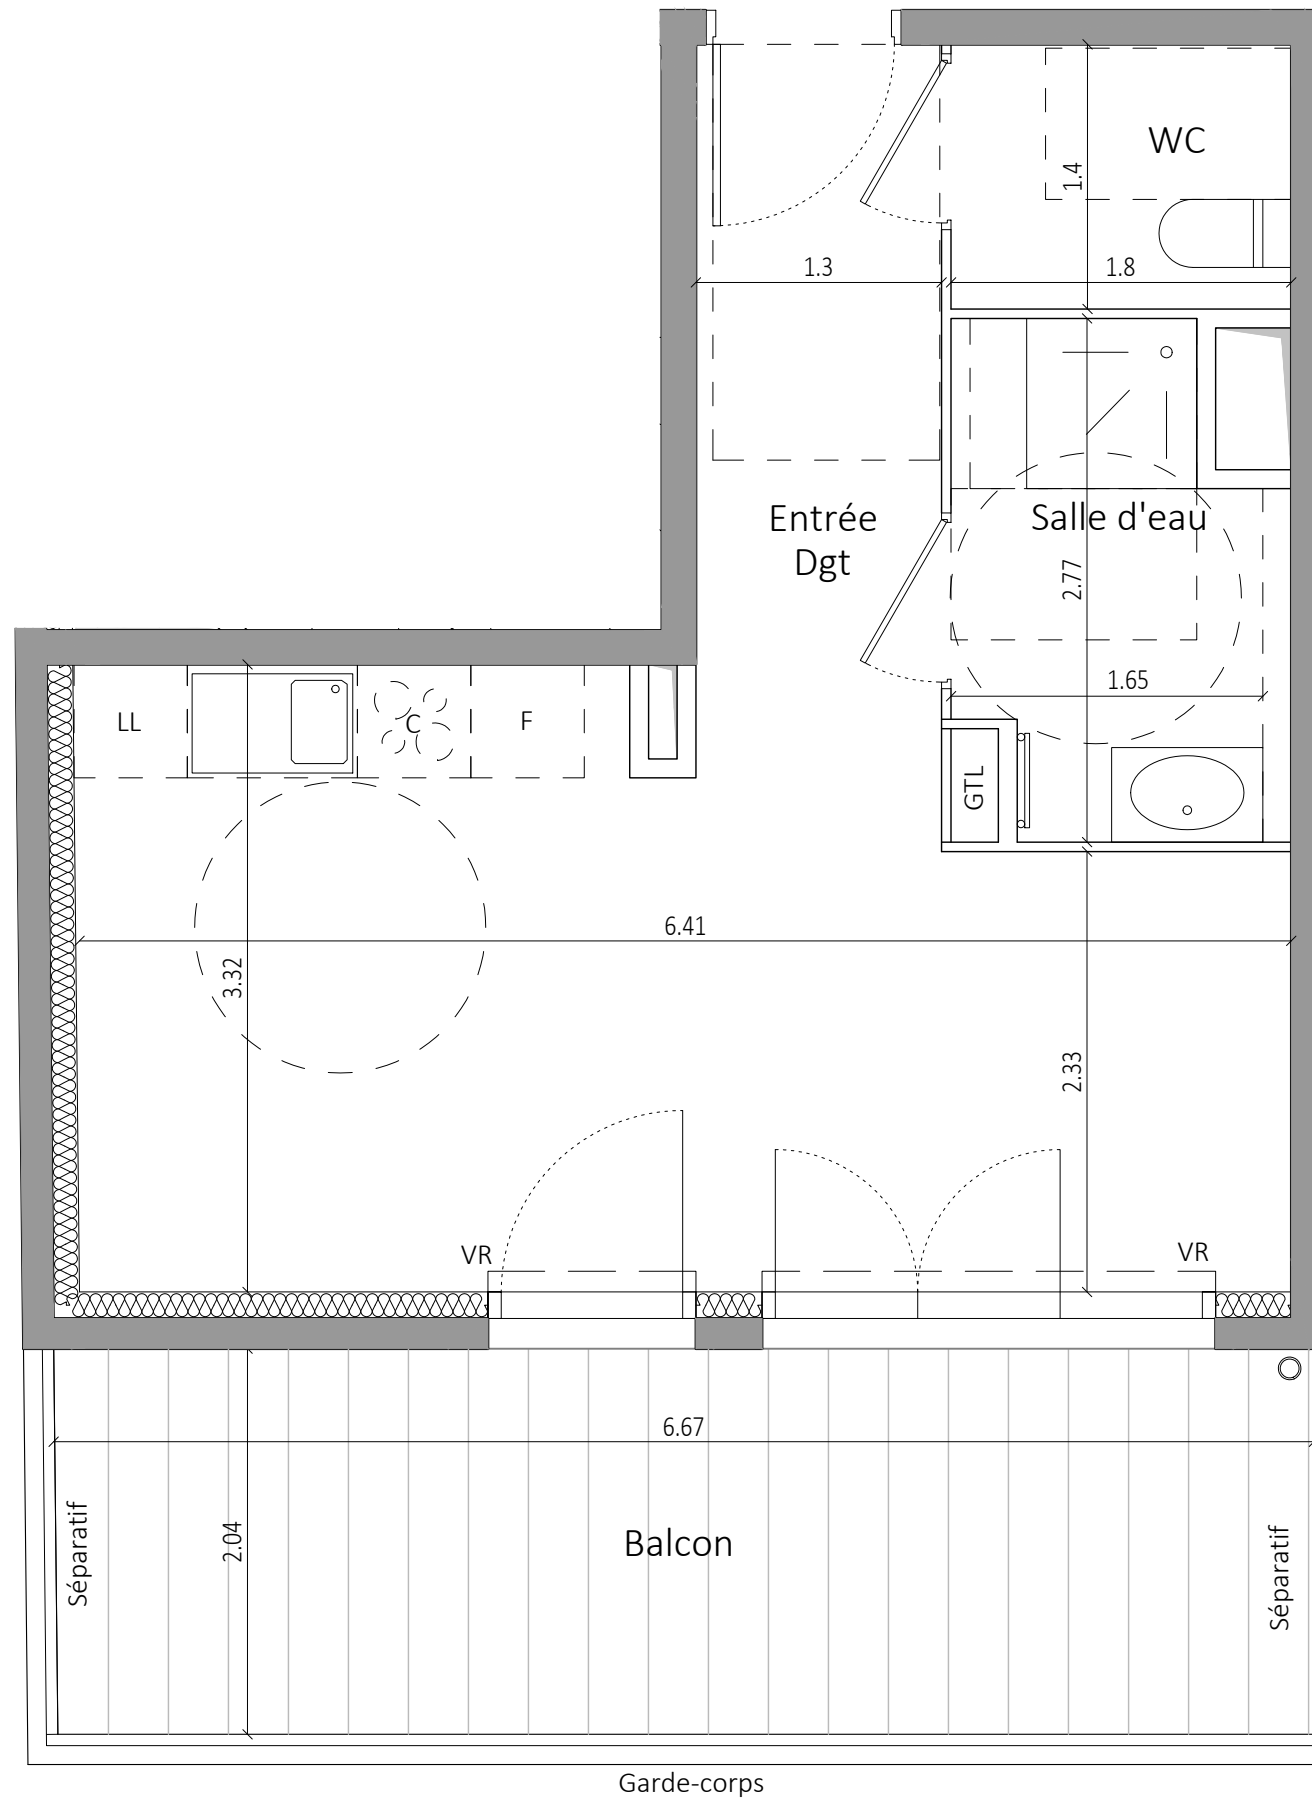 WC
1.4
1.3
1.8
Entrée
Dgt
Salle d'eau
2.77
1.65
LL
C
F
GTL
6.41
3.32
2.33
VR
VR
6.67
Séparatif
2.04
Balcon
Séparatif
Garde-corps